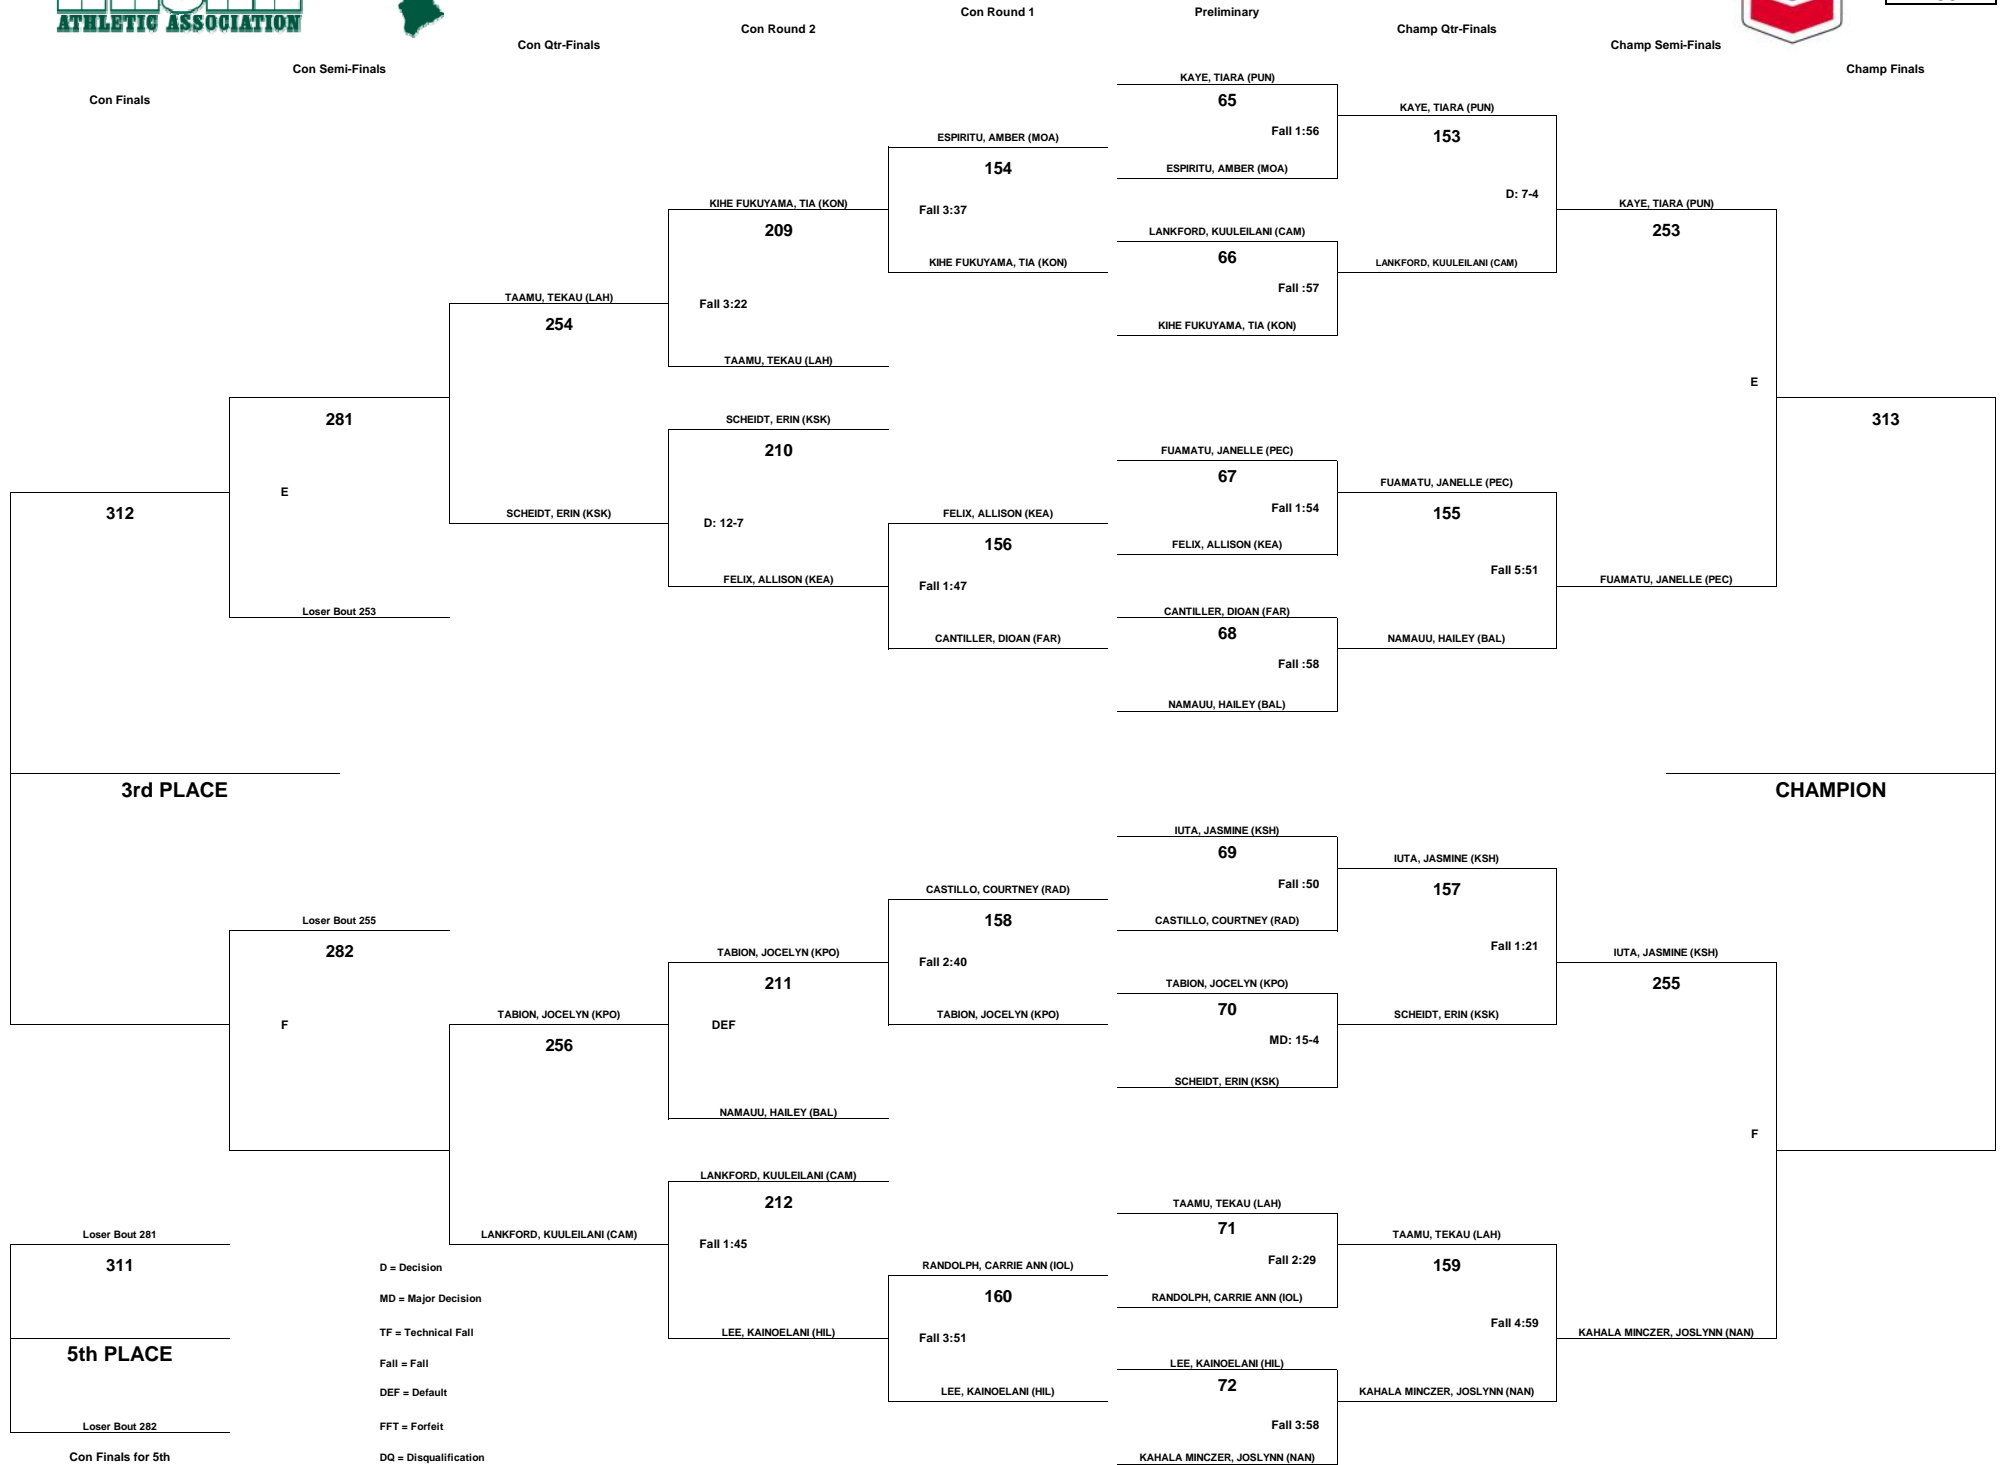 ATHLETIC ASSOCIATION
Con Finals
Con Semi-Finals
Con Qtr-Finals
Con Round 2
Con Round 1
Preliminary
Champ Qtr-Finals
Champ Semi-Finals
Champ Finals
KAYE, TIARA (PUN)
65
Fall 1:56
ESPIRITU, AMBER (MOA)
LANKFORD, KUULEILANI (CAM)
66
Fall :57
KIHE FUKUYAMA, TIA (KON)
FUAMATU, JANELLE (PEC)
67
Fall 1:54
FELIX, ALLISON (KEA)
CANTILLER, DIOAN (FAR)
68
Fall :58
NAMAUU, HAILEY (BAL)
IUTA, JASMINE (KSH)
69
Fall :50
CASTILLO, COURTNEY (RAD)
TABION, JOCELYN (KPO)
70
MD: 15-4
SCHEIDT, ERIN (KSK)
TAAMU, TEKAU (LAH)
71
Fall 2:29
RANDOLPH, CARRIE ANN (IOL)
LEE, KAINOELANI (HIL)
72
Fall 3:58
KAHALA MINCZER, JOSLYNN (NAN)
KAYE, TIARA (PUN)
153
D: 7-4
LANKFORD, KUULEILANI (CAM)
FUAMATU, JANELLE (PEC)
155
Fall 5:51
NAMAUU, HAILEY (BAL)
IUTA, JASMINE (KSH)
157
Fall 1:21
SCHEIDT, ERIN (KSK)
TAAMU, TEKAU (LAH)
159
Fall 4:59
KAHALA MINCZER, JOSLYNN (NAN)
KAYE, TIARA (PUN)
253
E
FUAMATU, JANELLE (PEC)
IUTA, JASMINE (KSH)
255
F
KAHALA MINCZER, JOSLYNN (NAN)
313
CHAMPION
ESPIRITU, AMBER (MOA)
154
Fall 3:37
KIHE FUKUYAMA, TIA (KON)
FELIX, ALLISON (KEA)
156
Fall 1:47
CANTILLER, DIOAN (FAR)
CASTILLO, COURTNEY (RAD)
158
Fall 2:40
TABION, JOCELYN (KPO)
RANDOLPH, CARRIE ANN (IOL)
160
Fall 3:51
LEE, KAINOELANI (HIL)
KIHE FUKUYAMA, TIA (KON)
209
Fall 3:22
TAAMU, TEKAU (LAH)
SCHEIDT, ERIN (KSK)
210
D: 12-7
FELIX, ALLISON (KEA)
TABION, JOCELYN (KPO)
211
DEF
NAMAUU, HAILEY (BAL)
LANKFORD, KUULEILANI (CAM)
212
Fall 1:45
LEE, KAINOELANI (HIL)
TAAMU, TEKAU (LAH)
254
SCHEIDT, ERIN (KSK)
TABION, JOCELYN (KPO)
256
LANKFORD, KUULEILANI (CAM)
281
E
Loser Bout 253
Loser Bout 255
282
F
312
3rd PLACE
Loser Bout 281
311
5th PLACE
Loser Bout 282
Con Finals for 5th
D = Decision
MD = Major Decision
TF = Technical Fall
Fall = Fall
DEF = Default
FFT = Forfeit
DQ = Disqualification